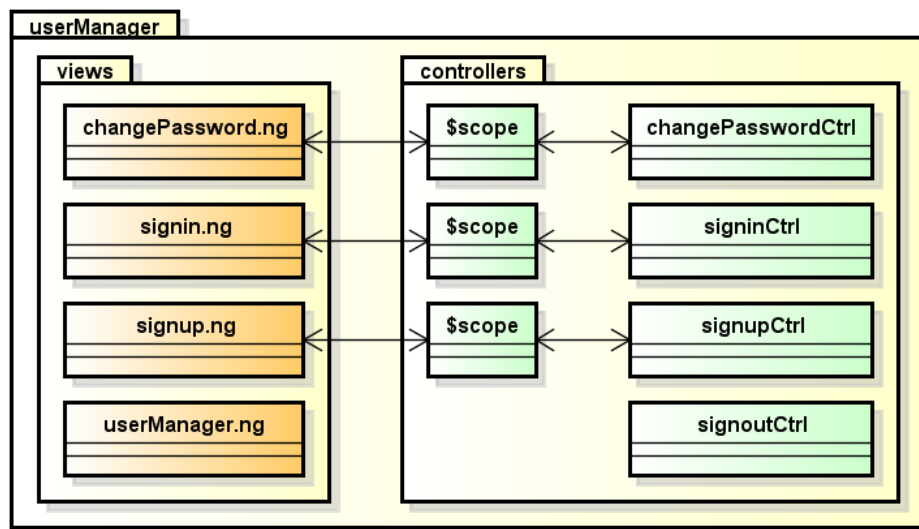 userManager
views
controllers
changePassword.ng
$scope
changePasswordCtrl
signin.ng
$scope
signinCtrl
signup.ng
$scope
signupCtrl
userManager.ng
signoutCtrl